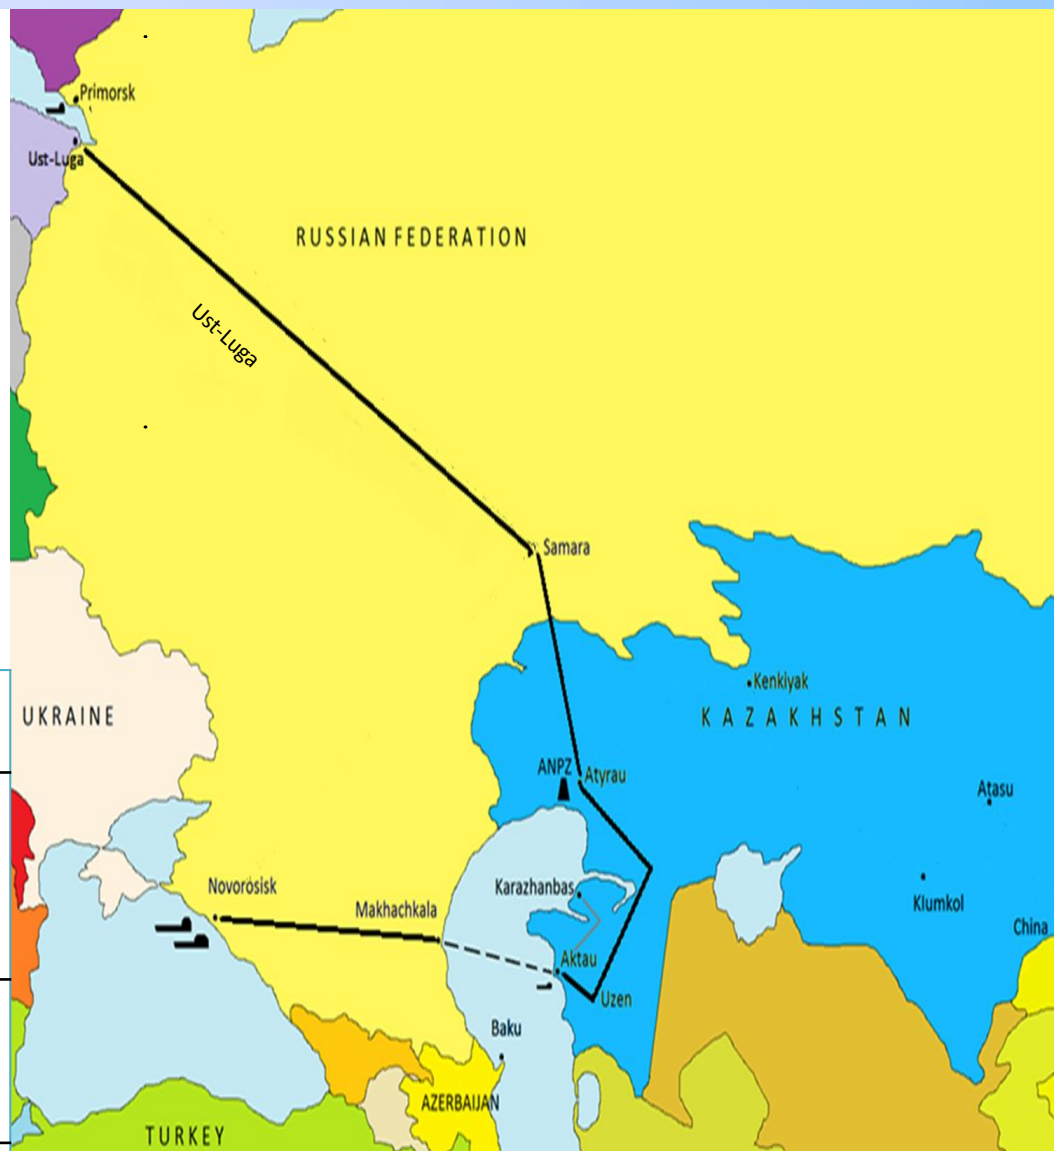 Primorsk
Ust-Luga
RUSSIAN FEDERATION
Ust-Luga
Samara
Kenkiyak
UKRAINE
KAZAKHSTAN
ANPZ
Atyrau
Atasu
Novorosisk
Karazhanbas
Makhachkala
Klumkol
China
Aktau
Uzen
Baku
AZERBAIJAN
TURKEY